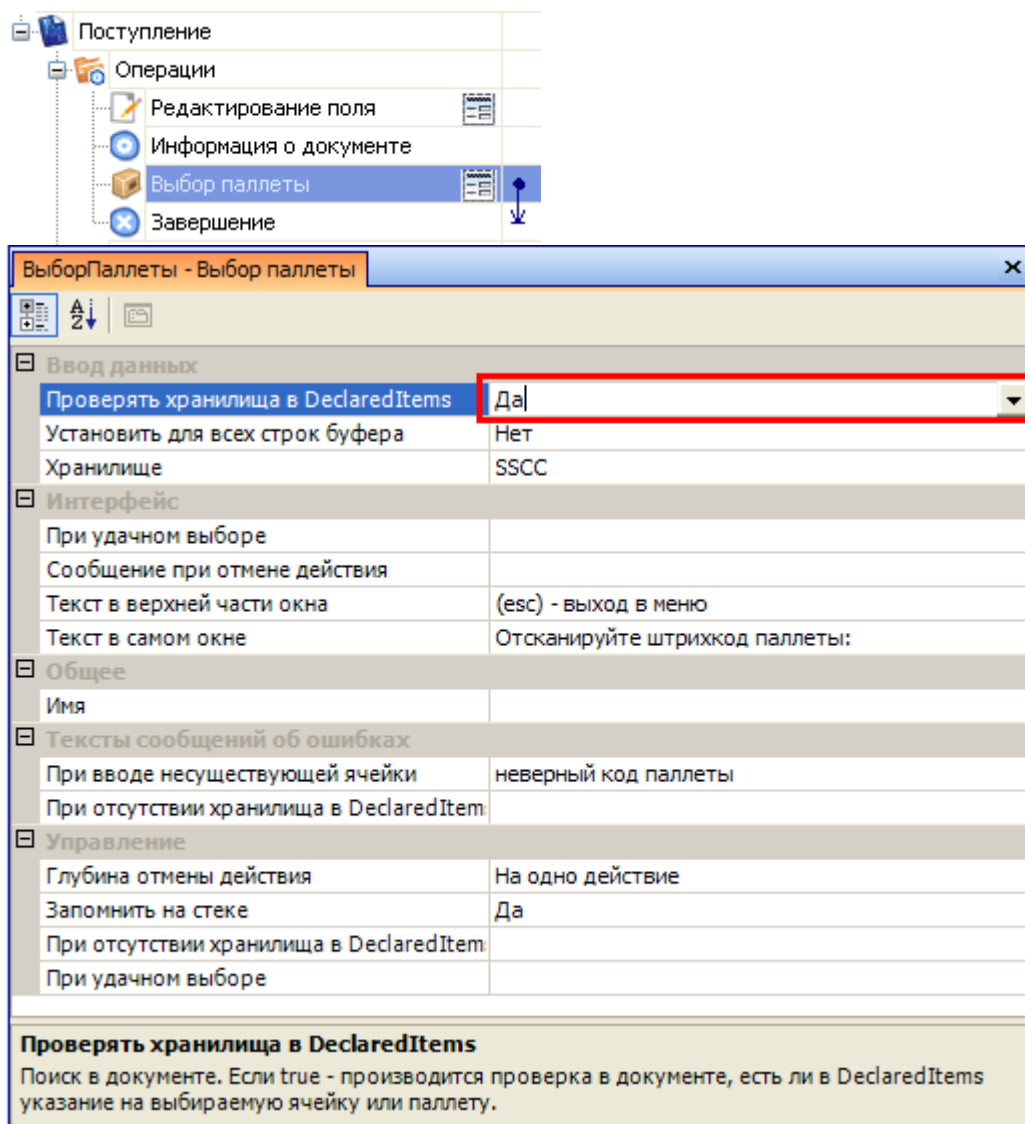 Поступление
Операции
Редактирование поля
Информация о документе
Выбор паллеты
Завершение
ВыборПаллеты - Выбор паллеты
Ввод данных
Проверять хранилища в DeclaredItems Да
Установить для всех строк буфера Нет
Хранилище SSCC
Интерфейс
При удачном выборе
Сообщение при отмене действия
Текст в верхней части окна (esc) - выход в меню
Текст в самом окне Отсканируйте штрихкод паллеты:
Общее
Имя
Тексты сообщений об ошибках
При вводе несуществующей ячейки неверный код паллеты
При отсутствии хранилища в DeclaredItem
Управление
Глубина отмены действия На одно действие
Запомнить на стеке Да
При отсутствии хранилища в DeclaredItem
При удачном выборе
Проверять хранилища в DeclaredItems
Поиск в документе. Если true - производится проверка в документе, есть ли в DeclaredItems
указание на выбираемую ячейку или паллету.